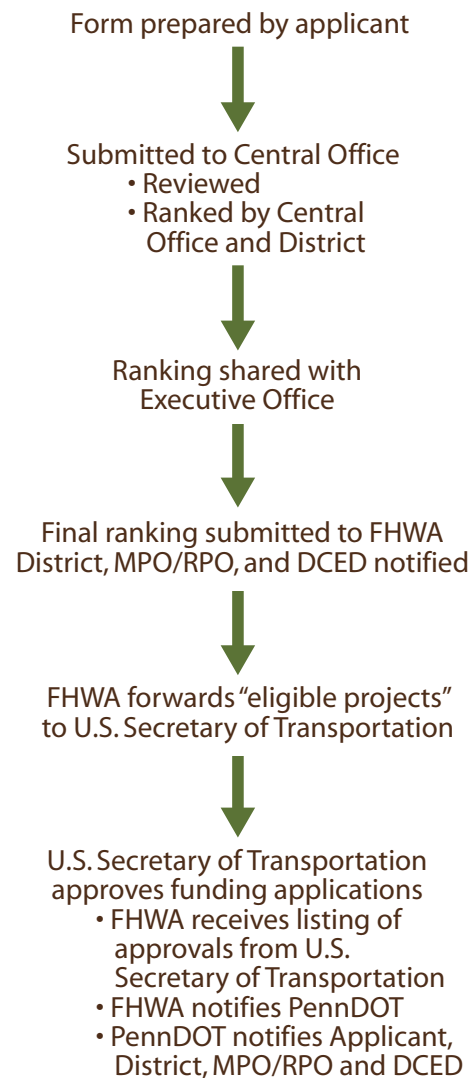 Form prepared by applicant
Submitted to Central Office
• Reviewed
• Ranked by Central
Office and District
Ranking shared with
Executive Office
Final ranking submitted to FHWA
District, MPO/RPO, and DCED notified
FHWA forwards “eligible projects”
to U.S. Secretary of Transportation
U.S. Secretary of Transportation
approves funding applications
• FHWA receives listing of
approvals from U.S.
Secretary of Transportation
• FHWA notifies PennDOT
• PennDOT notifies Applicant,
District, MPO/RPO and DCED